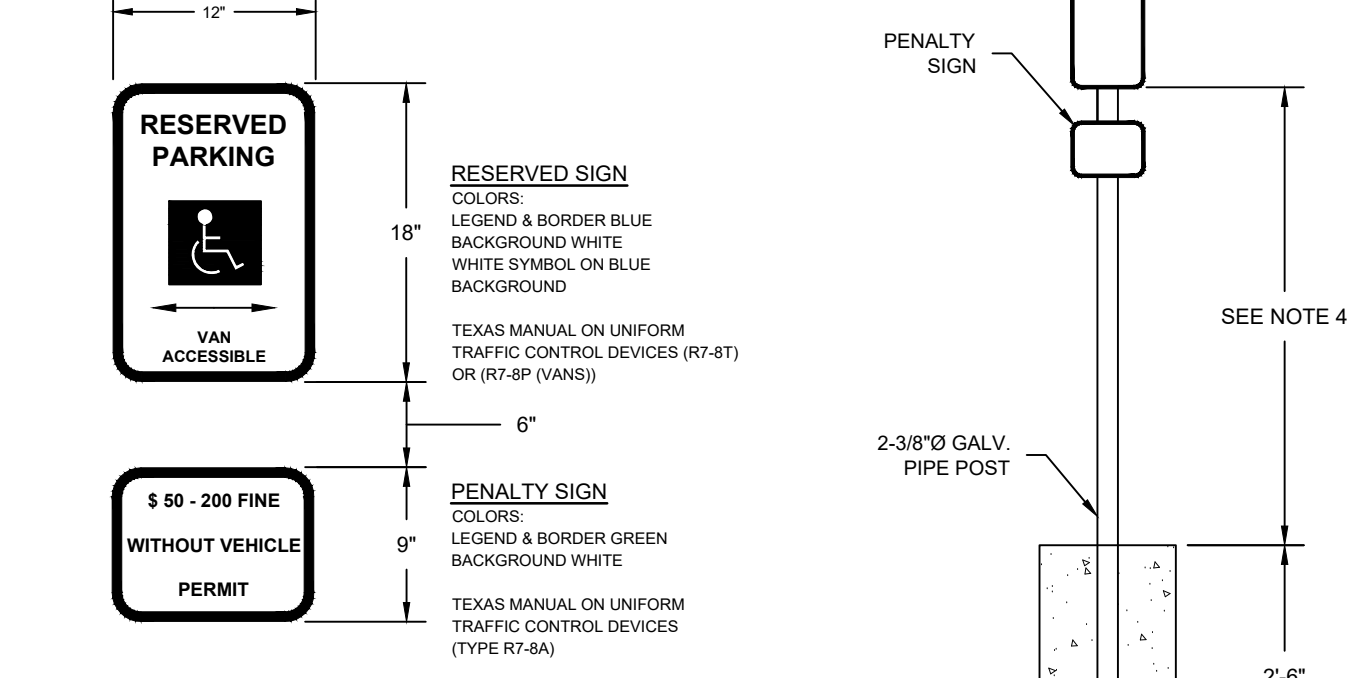 12"
RESERVED
PARKING
VAN
ACCESSIBLE
18"
RESERVED SIGN
COLORS:
LEGEND & BORDER BLUE
BACKGROUND WHITE
WHITE SYMBOL ON BLUE
BACKGROUND
TEXAS MANUAL ON UNIFORM
TRAFFIC CONTROL DEVICES (R7-8T)
OR (R7-8P (VANS))
6"
$ 50 - 200 FINE
WITHOUT VEHICLE
PERMIT
9"
PENALTY SIGN
COLORS:
LEGEND & BORDER GREEN
BACKGROUND WHITE
TEXAS MANUAL ON UNIFORM
TRAFFIC CONTROL DEVICES
(TYPE R7-8A)
PENALTY
SIGN
SEE NOTE 4
2-3/8"Ø GALV.
PIPE POST
2'-6"